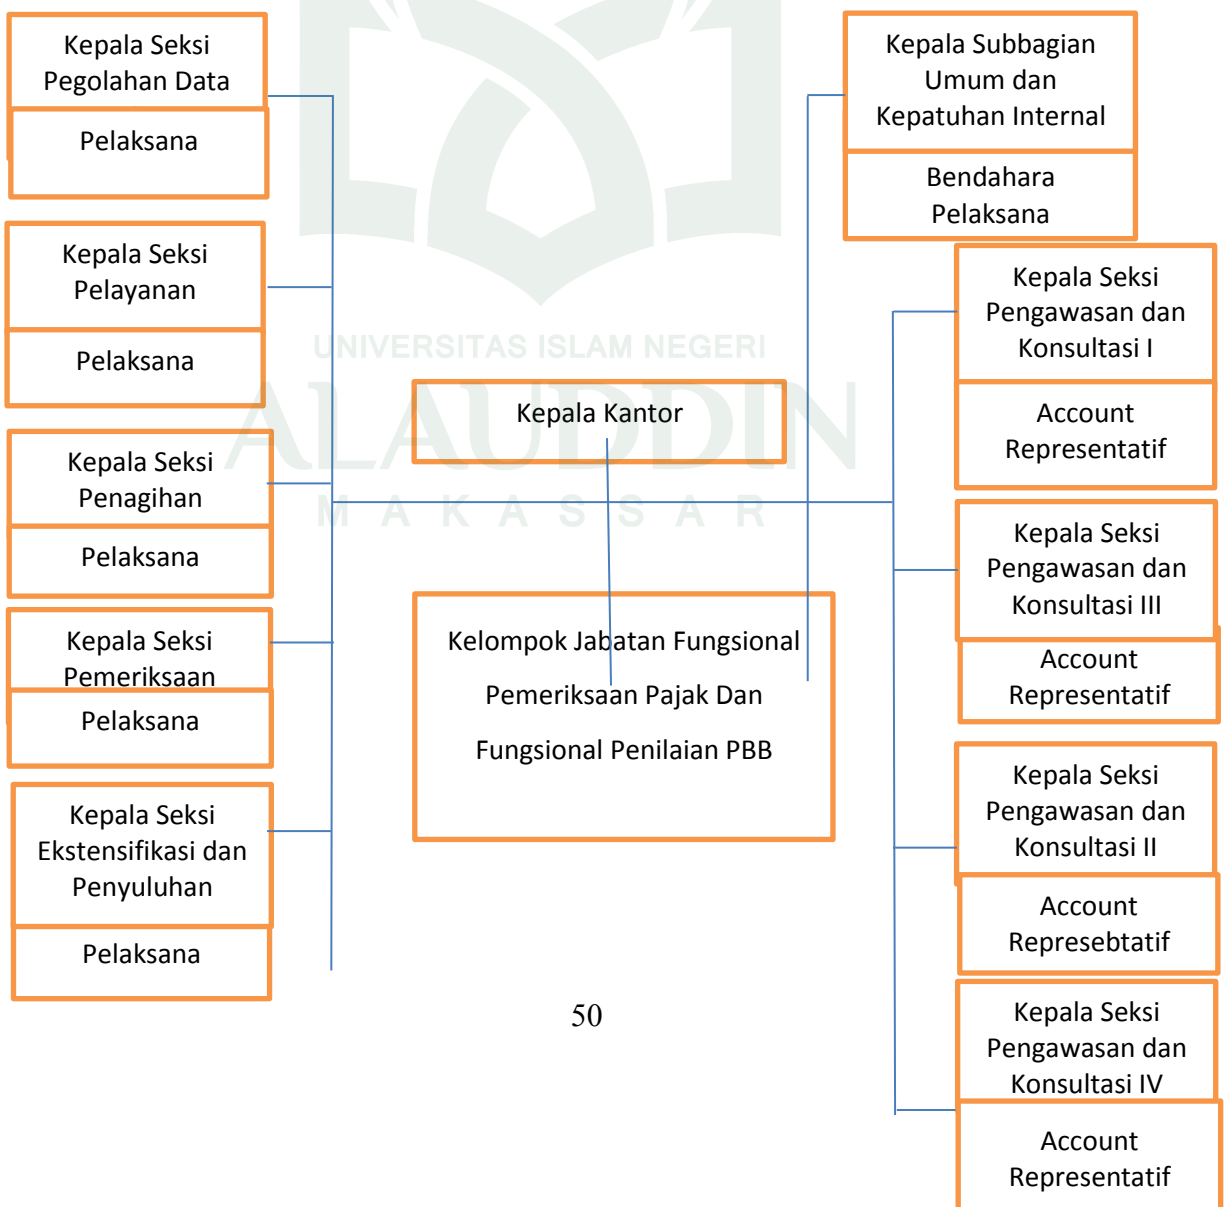 Kepala Seksi
Pegolahan Data
Pelaksana
Kepala Seksi
Pelayanan
Pelaksana
Kepala Seksi
Penagihan
Pelaksana
Kepala Seksi
Pemeriksaan
Pelaksana
Kepala Seksi
Ekstensifikasi dan
Penyuluhan
Pelaksana
UNIVERSITAS ISLAM NEGERI
ALAUDDIN
MAKASSAR
Kepala Kantor
Kelompok Jabatan Fungsional
Pemeriksaan Pajak Dan
Fungsional Penilaian PBB
Kepala Subbagian
Umum dan
Kepatuhan Internal
Bendahara
Pelaksana
Kepala Seksi
Pengawasan dan
Konsultasi I
Account
Representatif
Kepala Seksi
Pengawasan dan
Konsultasi III
Account
Representatif
Kepala Seksi
Pengawasan dan
Konsultasi II
Account
Represebtatif
Kepala Seksi
Pengawasan dan
Konsultasi IV
Account
Representatif
50